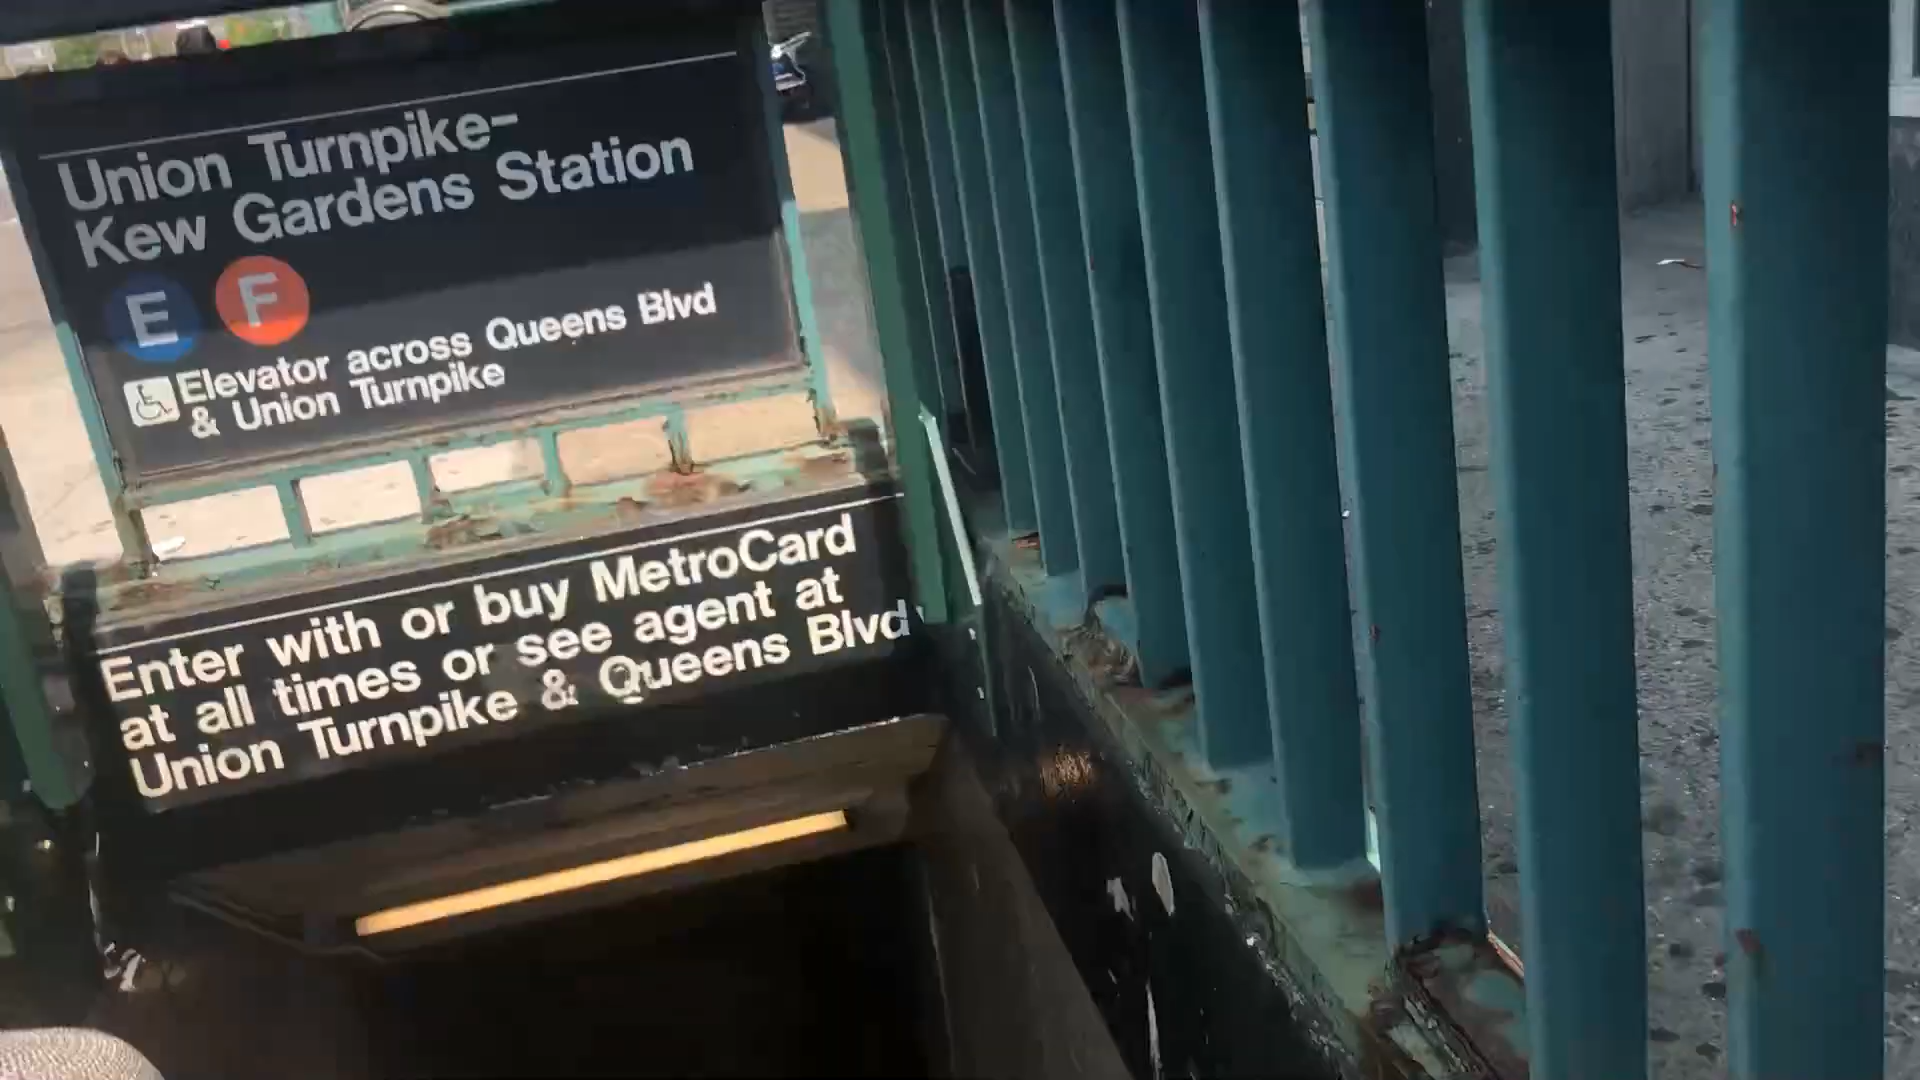 Union Turnpike-
Kew Gardens Station
E F
Elevator across Queens Blvd
& Union Turnpike
Enter with or buy MetroCard
at all times or see agent at
Union Turnpike & Queens Blvd